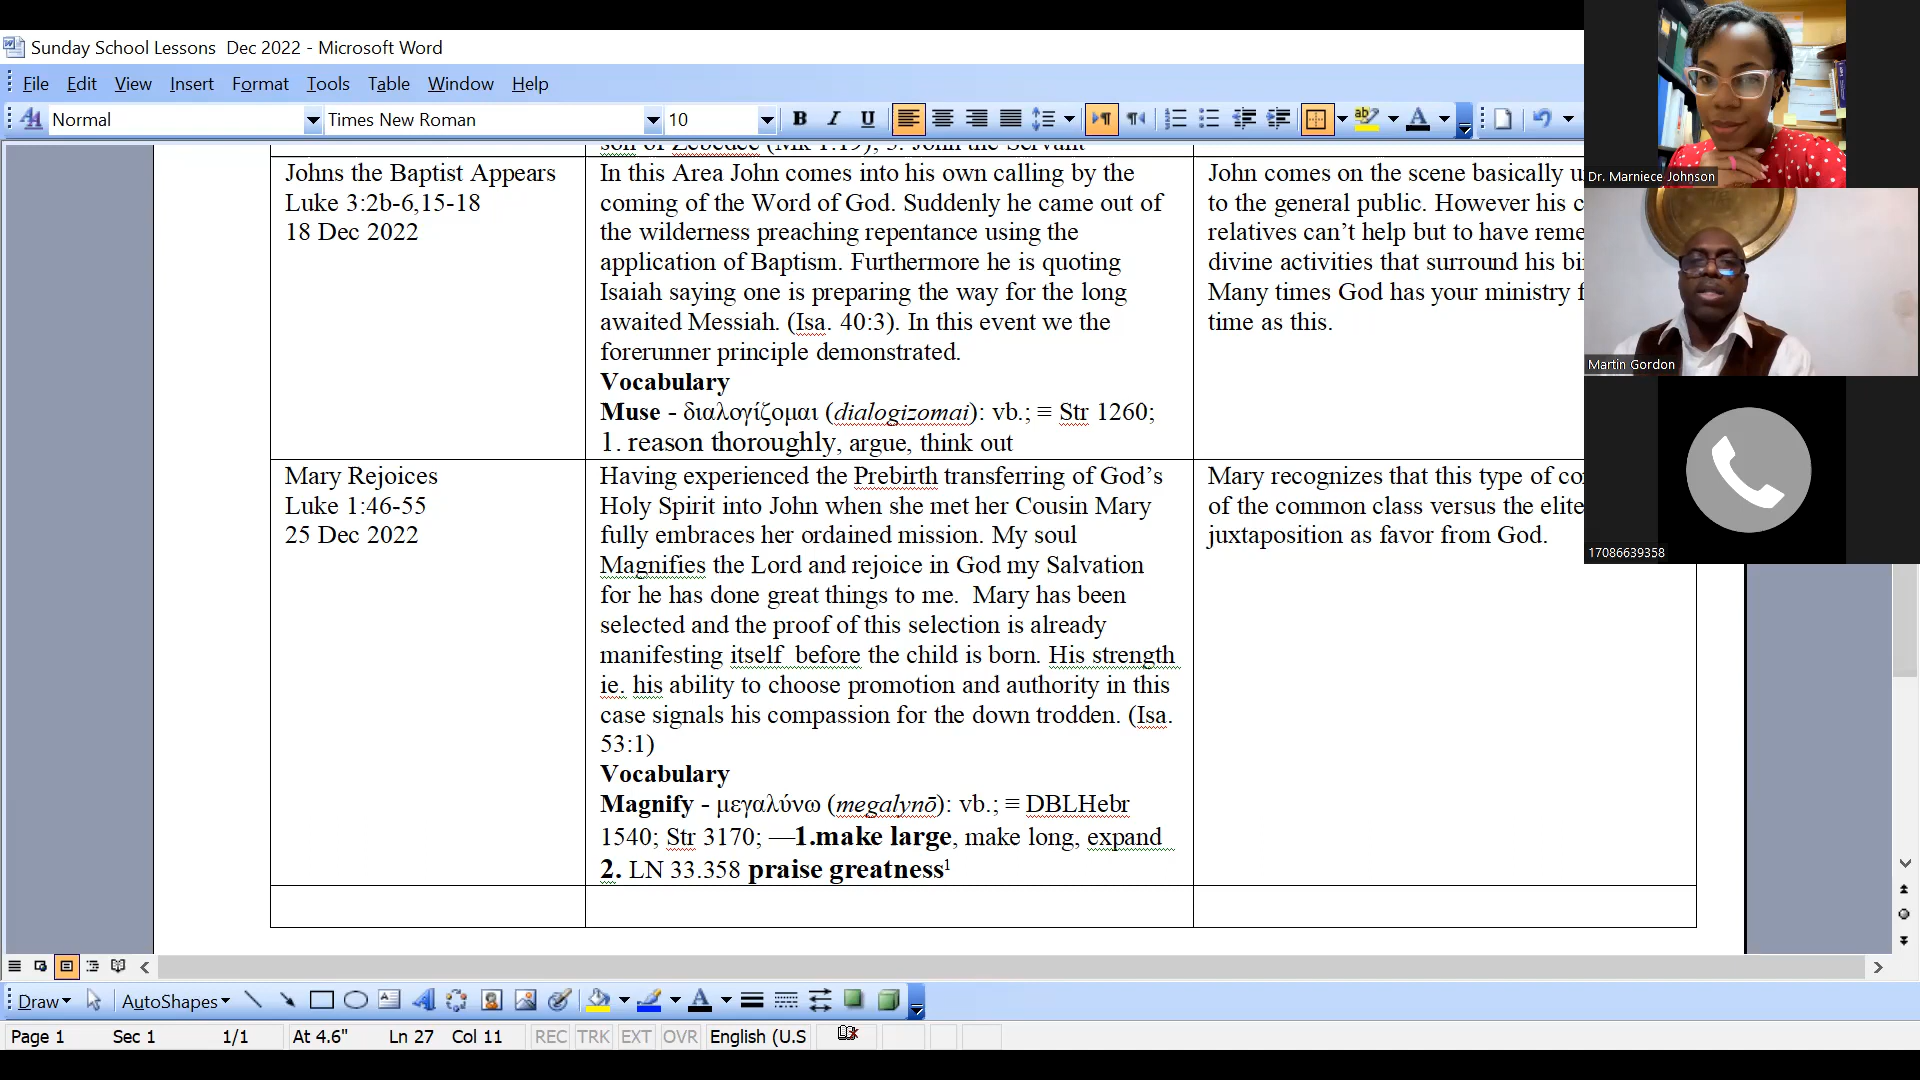 Sunday School Lessons  Dec 2022 - Microsoft Word
File Edit View Insert Format Tools Table Window Help
Normal Times New Roman 10
Johns the Baptist Appears
Luke 3:2b-6,15-18
18 Dec 2022
son of Zebedee (Mk 1:19), 3. John the Servant
In this Area John comes into his own calling by the
coming of the Word of God. Suddenly he came out of
the wilderness preaching repentance using the
application of Baptism. Furthermore he is quoting
Isaiah saying one is preparing the way for the long
awaited Messiah. (Isa. 40:3). In this event we the
forerunner principle demonstrated.
Vocabulary
Muse - διαλογίζομαι (dialogizomai): vb.; ≡ Str 1260;
1. reason thoroughly, argue, think out
John comes on the scene basically u
to the general public. However his c
relatives can’t help but to have reme
divine activities that surround his bi
Many times God has your ministry f
time as this.
Mary Rejoices
Luke 1:46-55
25 Dec 2022
Having experienced the Prebirth transferring of God’s
Holy Spirit into John when she met her Cousin Mary
fully embraces her ordained mission. My soul
Magnifies the Lord and rejoice in God my Salvation
for he has done great things to me.  Mary has been
selected and the proof of this selection is already
manifesting itself  before the child is born. His strength
ie. his ability to choose promotion and authority in this
case signals his compassion for the down trodden. (Isa.
53:1)
Vocabulary
Magnify - μεγαλύνω (megalynō): vb.; ≡ DBLHebr
1540; Str 3170; —1.make large, make long, expand
2. LN 33.358 praise greatness1
Mary recognizes that this type of co
of the common class versus the elite
juxtaposition as favor from God.
Dr. Marniece Johnson
Martin Gordon
17086639358
Draw AutoShapes
Page 1 Sec 1 1/1 At 4.6" Ln 27 Col 11 REC TRK EXT OVR English (U.S